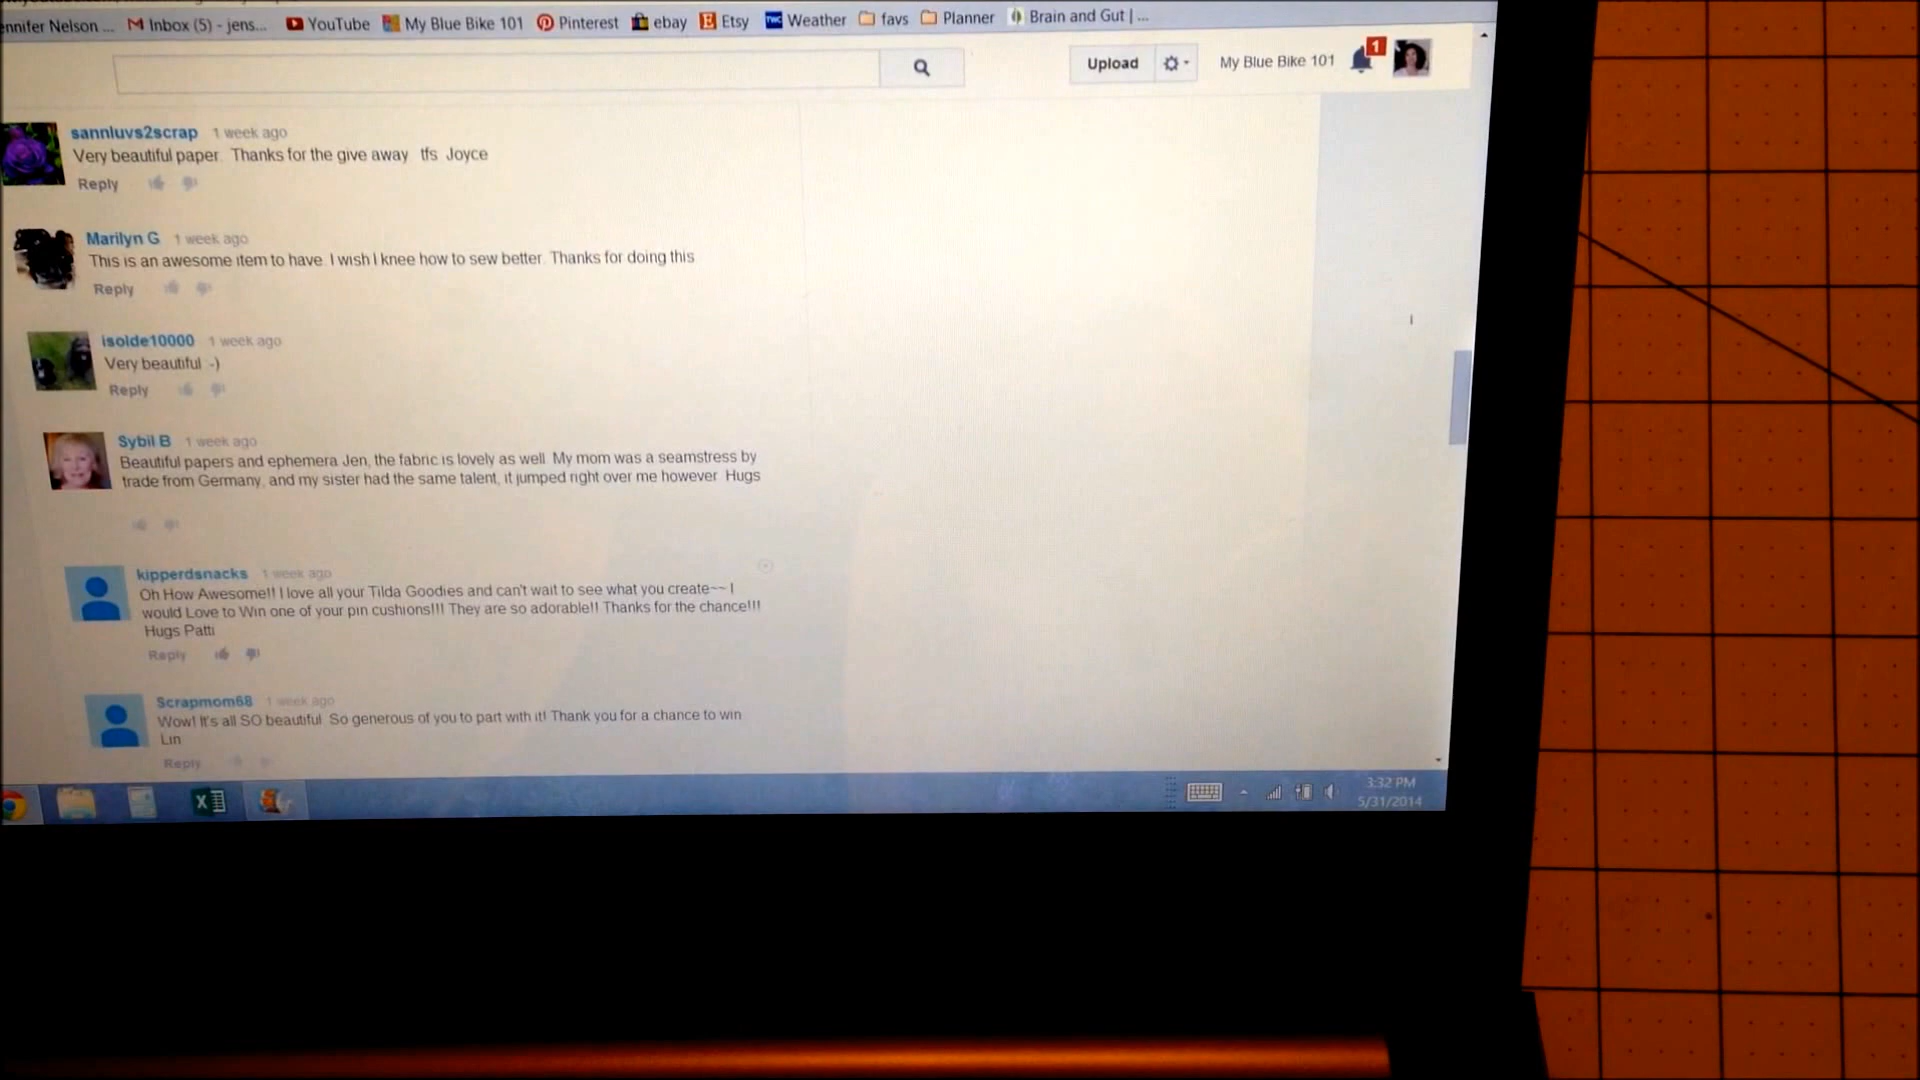 ennifer Nelson ... Inbox (5) - jens... YouTube My Blue Bike 101 Pinterest ebay Etsy TWC Weather favs Planner Brain and Gut | ...
Upload My Blue Bike 101 1
sannluvs2scrap 1 week ago
Very beautiful paper. Thanks for the give away tfs Joyce
Reply
Marilyn G 1 week ago
This is an awesome item to have. I wish I knee how to sew better. Thanks for doing this
Reply
isolde10000 1 week ago
Very beautiful :-)
Reply
Sybil B 1 week ago
Beautiful papers and ephemera Jen, the fabric is lovely as well. My mom was a seamstress by
trade from Germany, and my sister had the same talent, it jumped right over me however. Hugs
kipperdsnacks 1 week ago
Oh How Awesome!! I love all your Tilda Goodies and can't wait to see what you create~~ I
would Love to Win one of your pin cushions!!! They are so adorable!! Thanks for the chance!!!
Hugs Patti
Reply
Scrapmom68 1 week ago
Wow! It's all SO beautiful. So generous of you to part with it! Thank you for a chance to win.
Lin
Reply
3:32 PM
5/31/2014